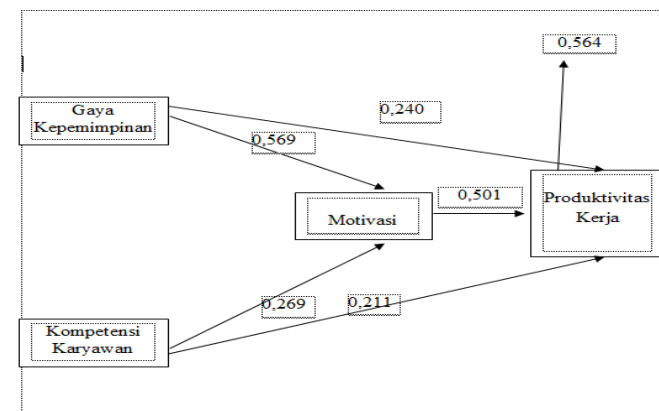 0,564
Gaya
Kepemimpinan
0,240
0,569
0,501
Produktivitas
Kerja
Motivasi
0,269
0,211
Kompetensi
Karyawan